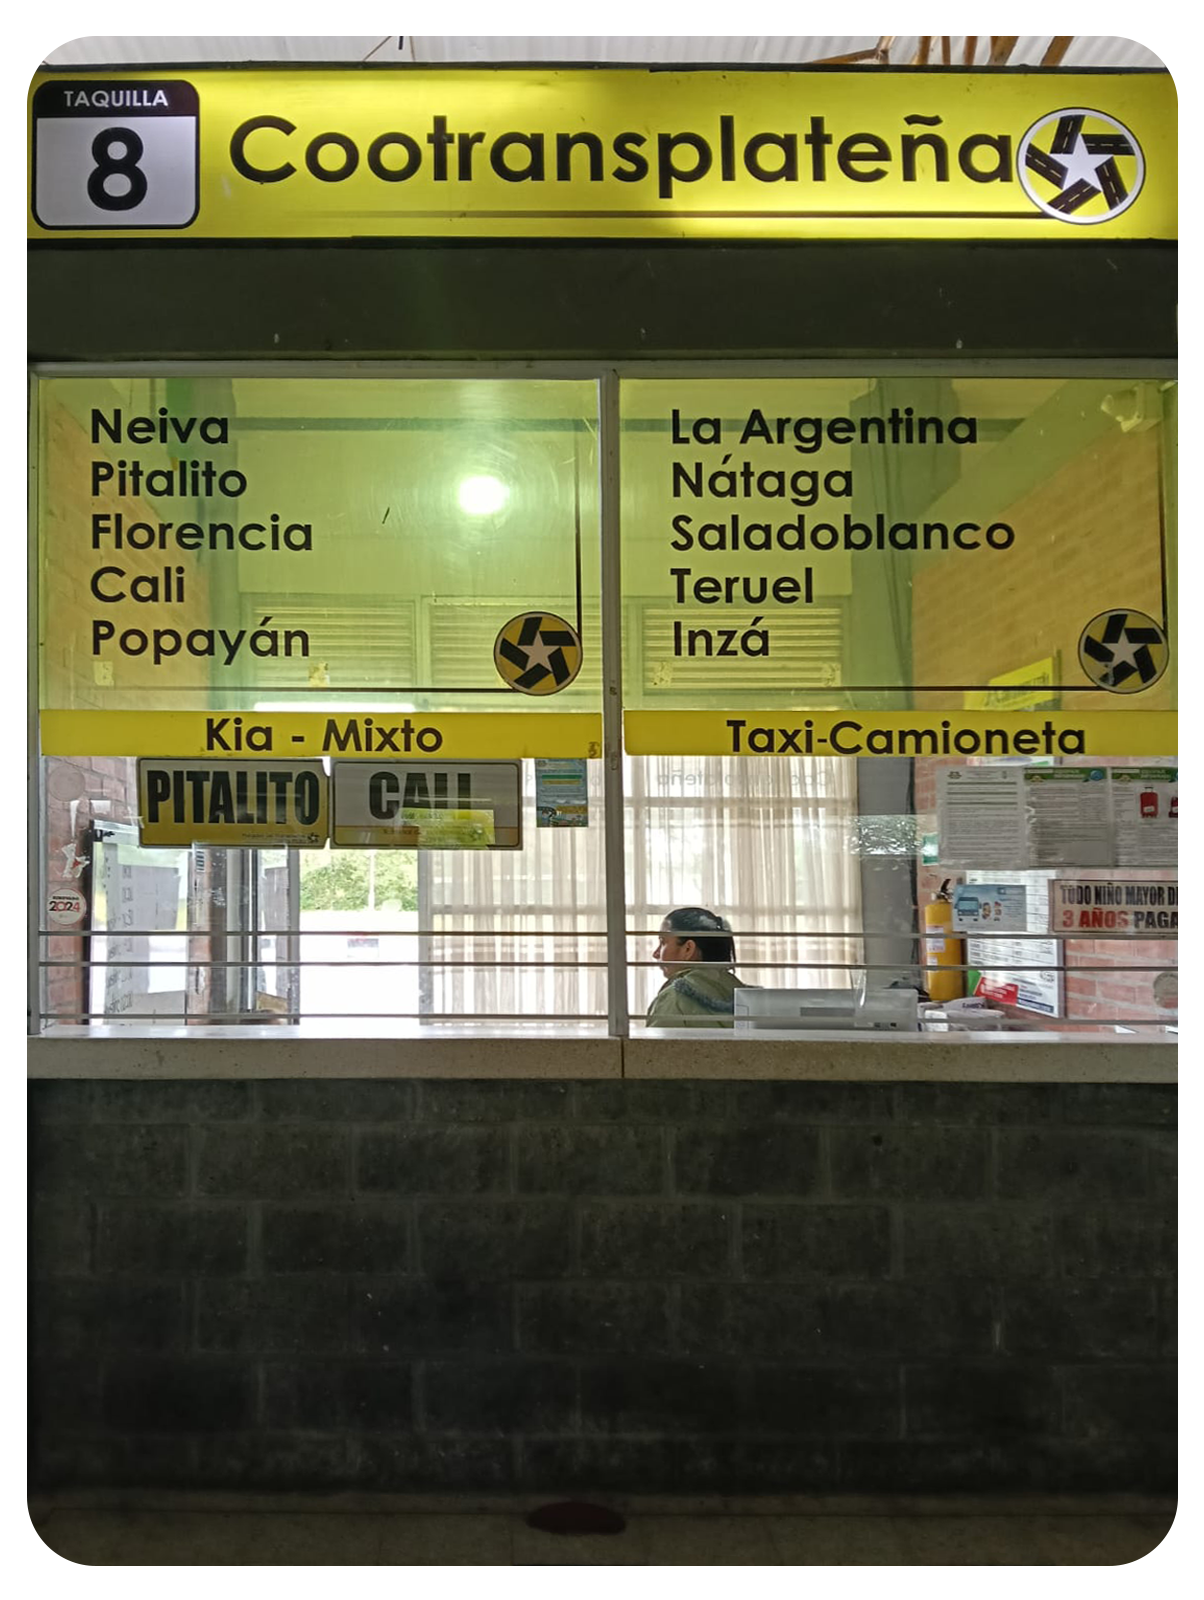 TAQUILLA
8
Cootransplateña
Neiva
Pitalito
Florencia
Cali
Popayán
La Argentina
Nátaga
Saladoblanco
Teruel
Inzá
Kia - Mixto
Taxi-Camioneta
PITALITO
CALI
2024
TODO NIÑO MAYOR DE
3 AÑOS PAGA